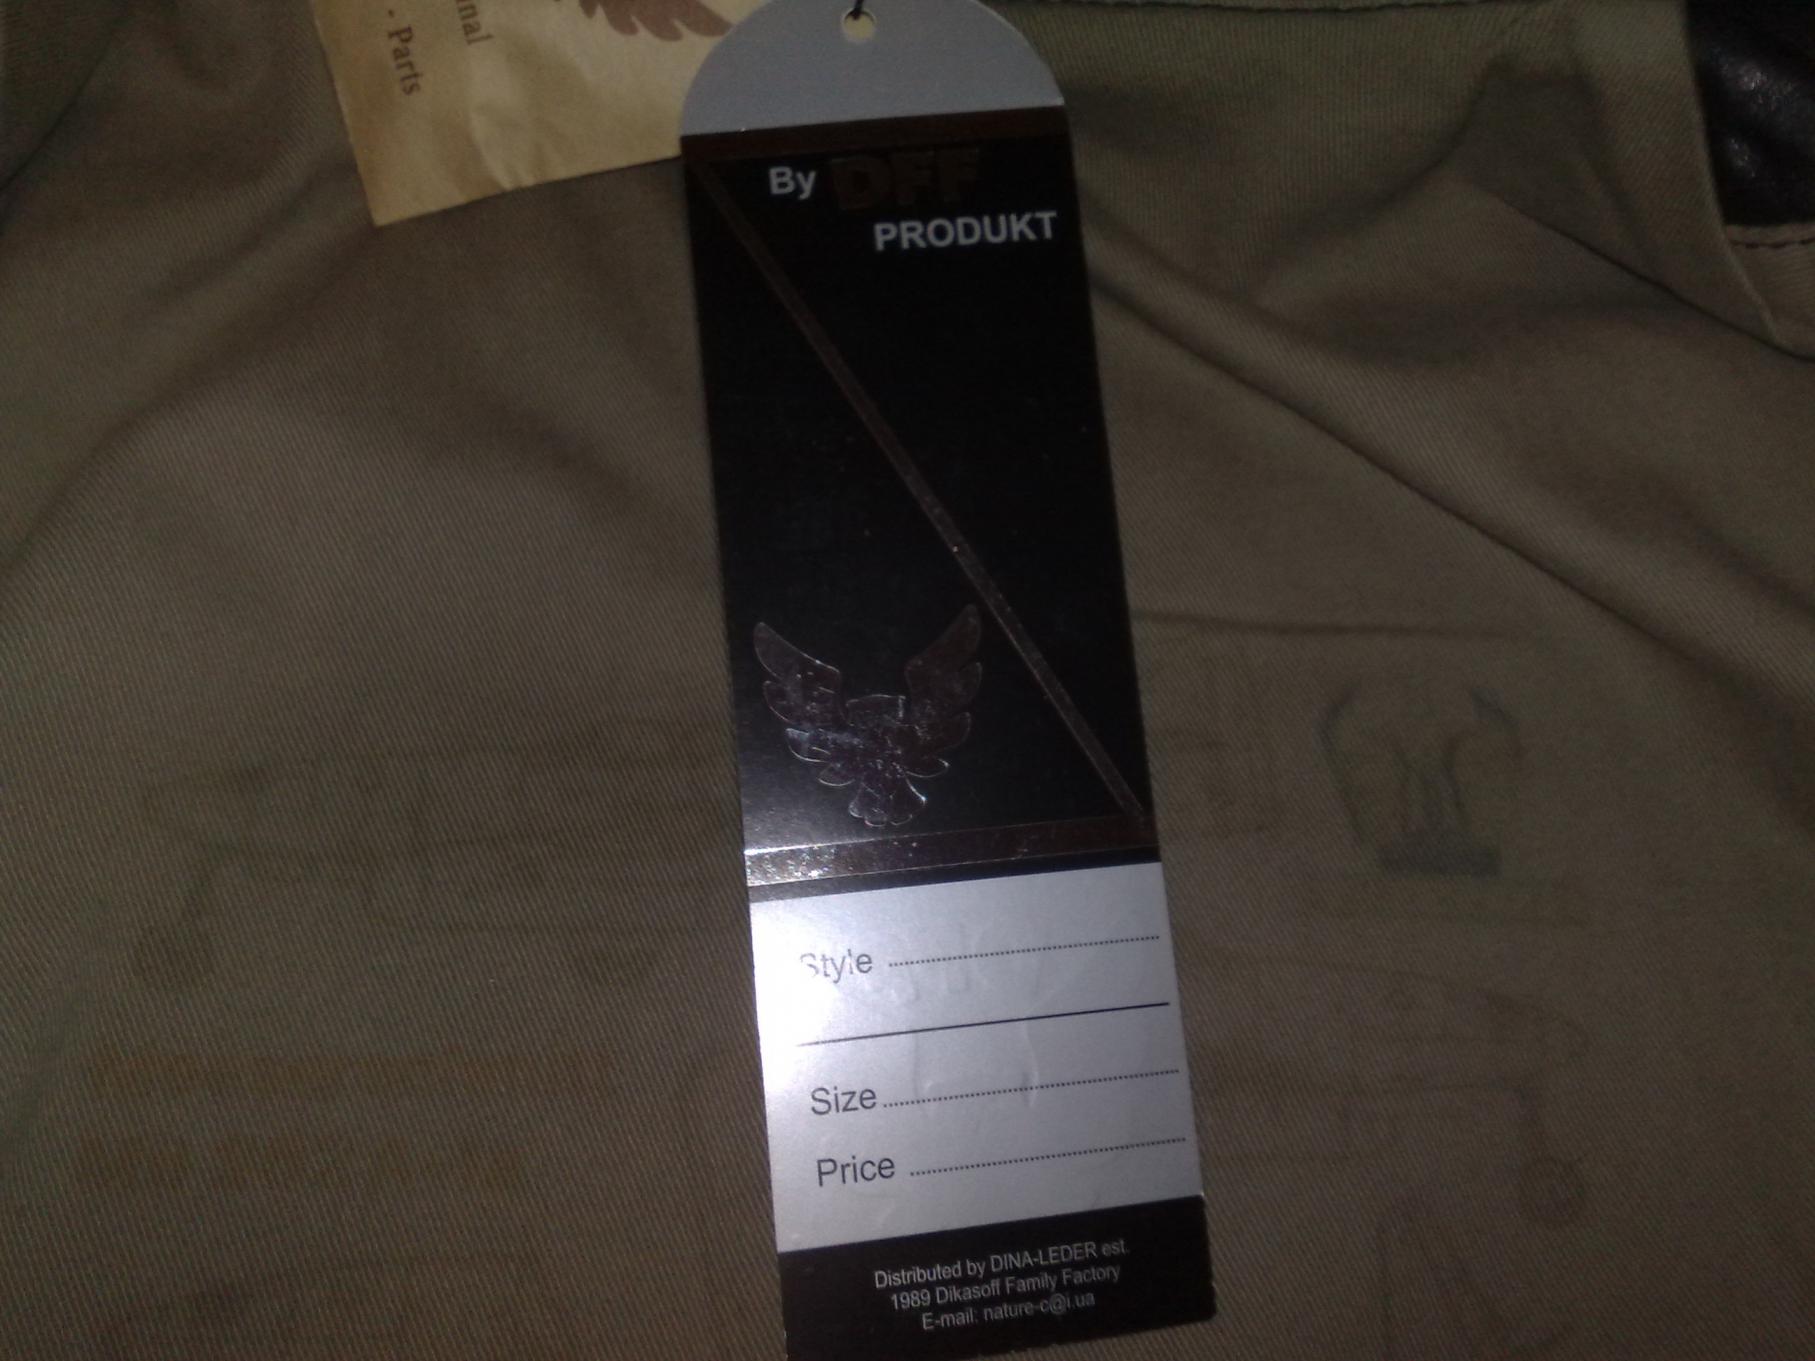 nal
- Paris
By DFF
PRODUKT
Style
Size
Price
Distributed by DINA-LEDER est.
1989 Dikasoff Family Factory
E-mail: nature-c@i.ua